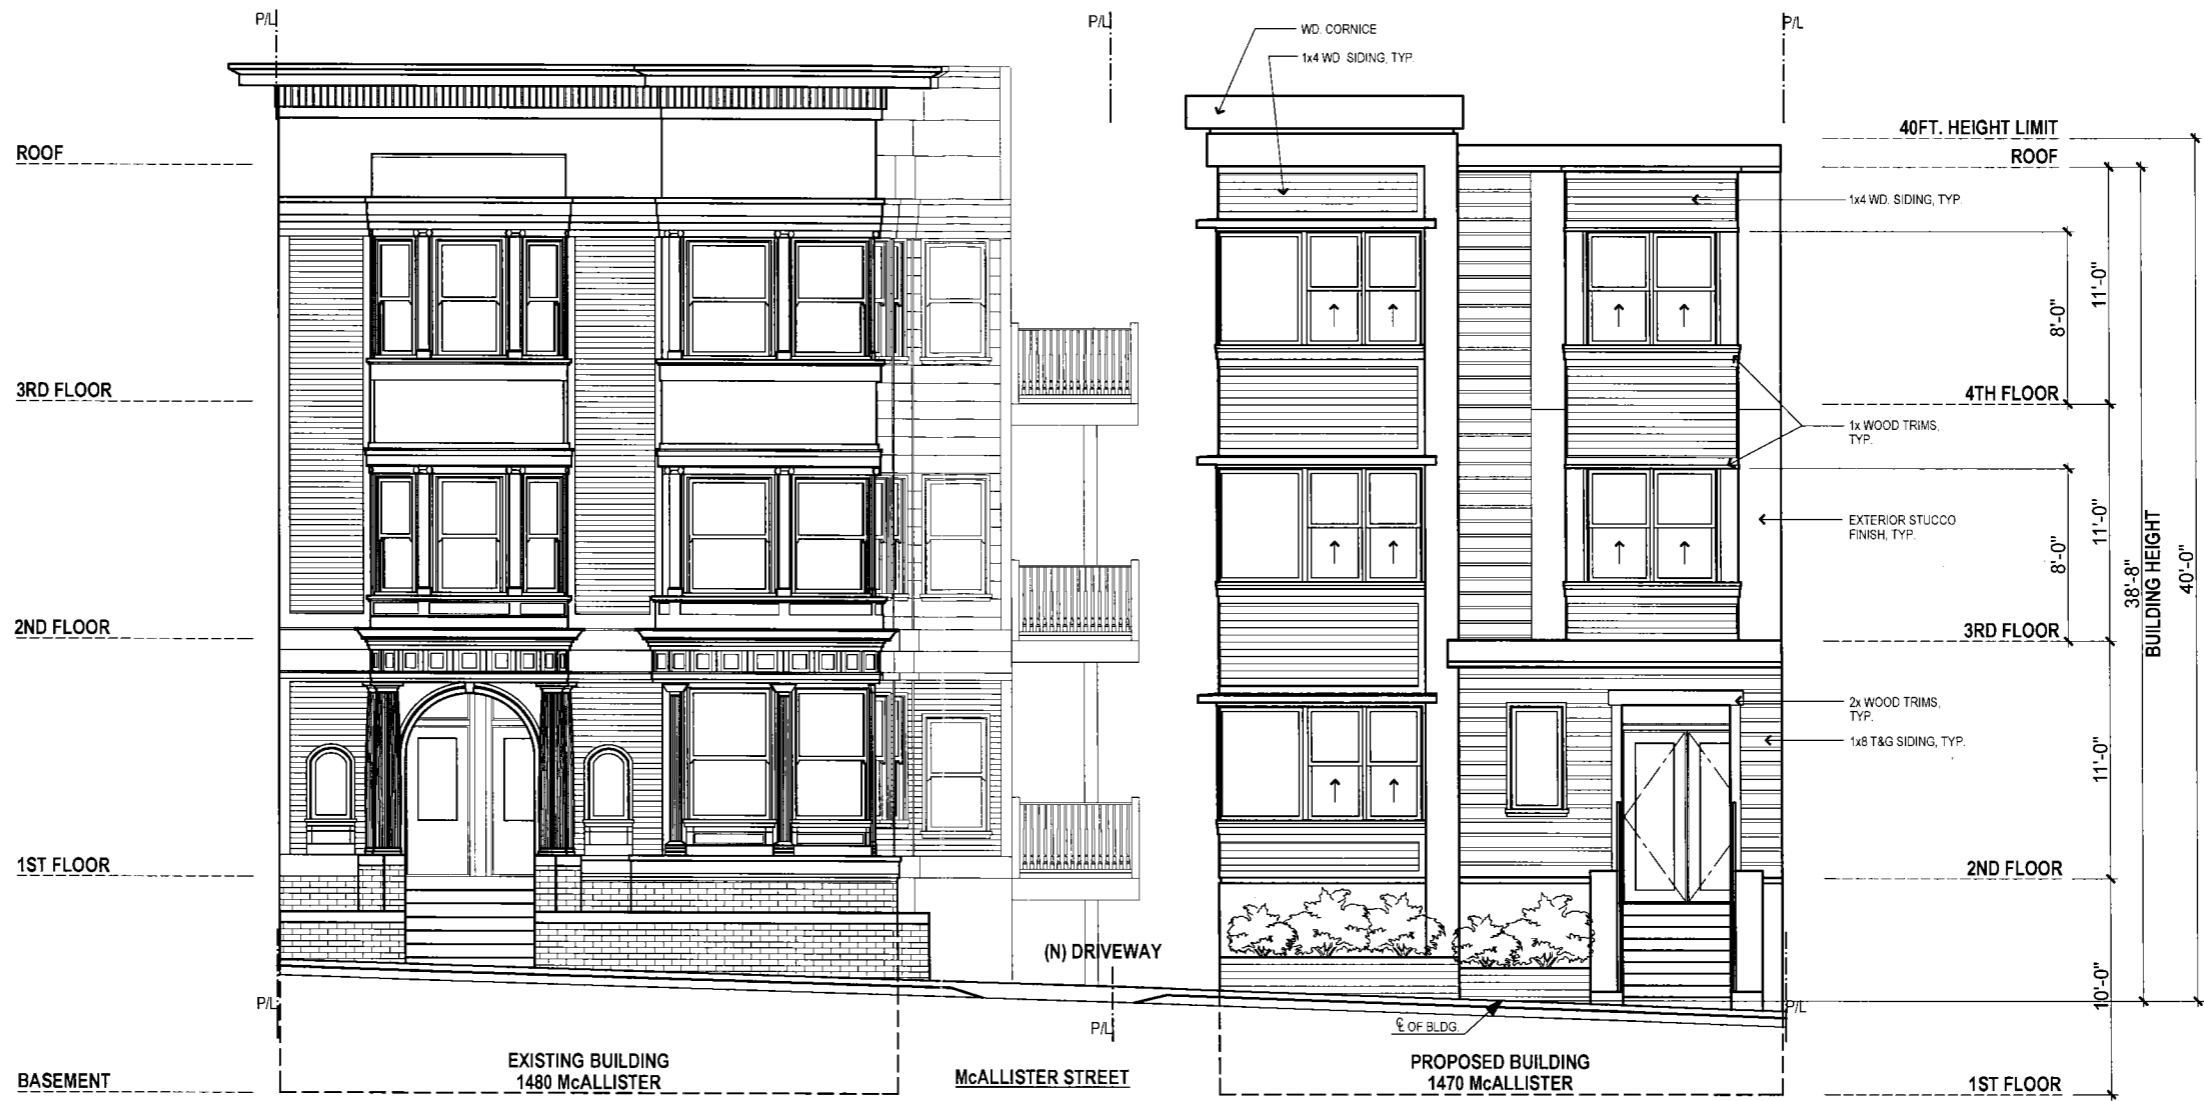 P/L
P/L
P/L
WD. CORNICE
1x4 WD SIDING, TYP.
40FT. HEIGHT LIMIT
ROOF
ROOF
1x4 WD. SIDING, TYP.
11'-0"
8'-0"
3RD FLOOR
4TH FLOOR
1x WOOD TRIMS,
TYP.
EXTERIOR STUCCO
FINISH, TYP.
11'-0"
8'-0"
38'-8"
BUILDING HEIGHT
40'-0"
2ND FLOOR
3RD FLOOR
2x WOOD TRIMS,
TYP.
1x8 T&G SIDING, TYP.
11'-0"
1ST FLOOR
2ND FLOOR
(N) DRIVEWAY
10'-0"
P/L
P/L
P/L
℄ OF BLDG.
EXISTING BUILDING
1480 McALLISTER
McALLISTER STREET
PROPOSED BUILDING
1470 McALLISTER
BASEMENT
1ST FLOOR